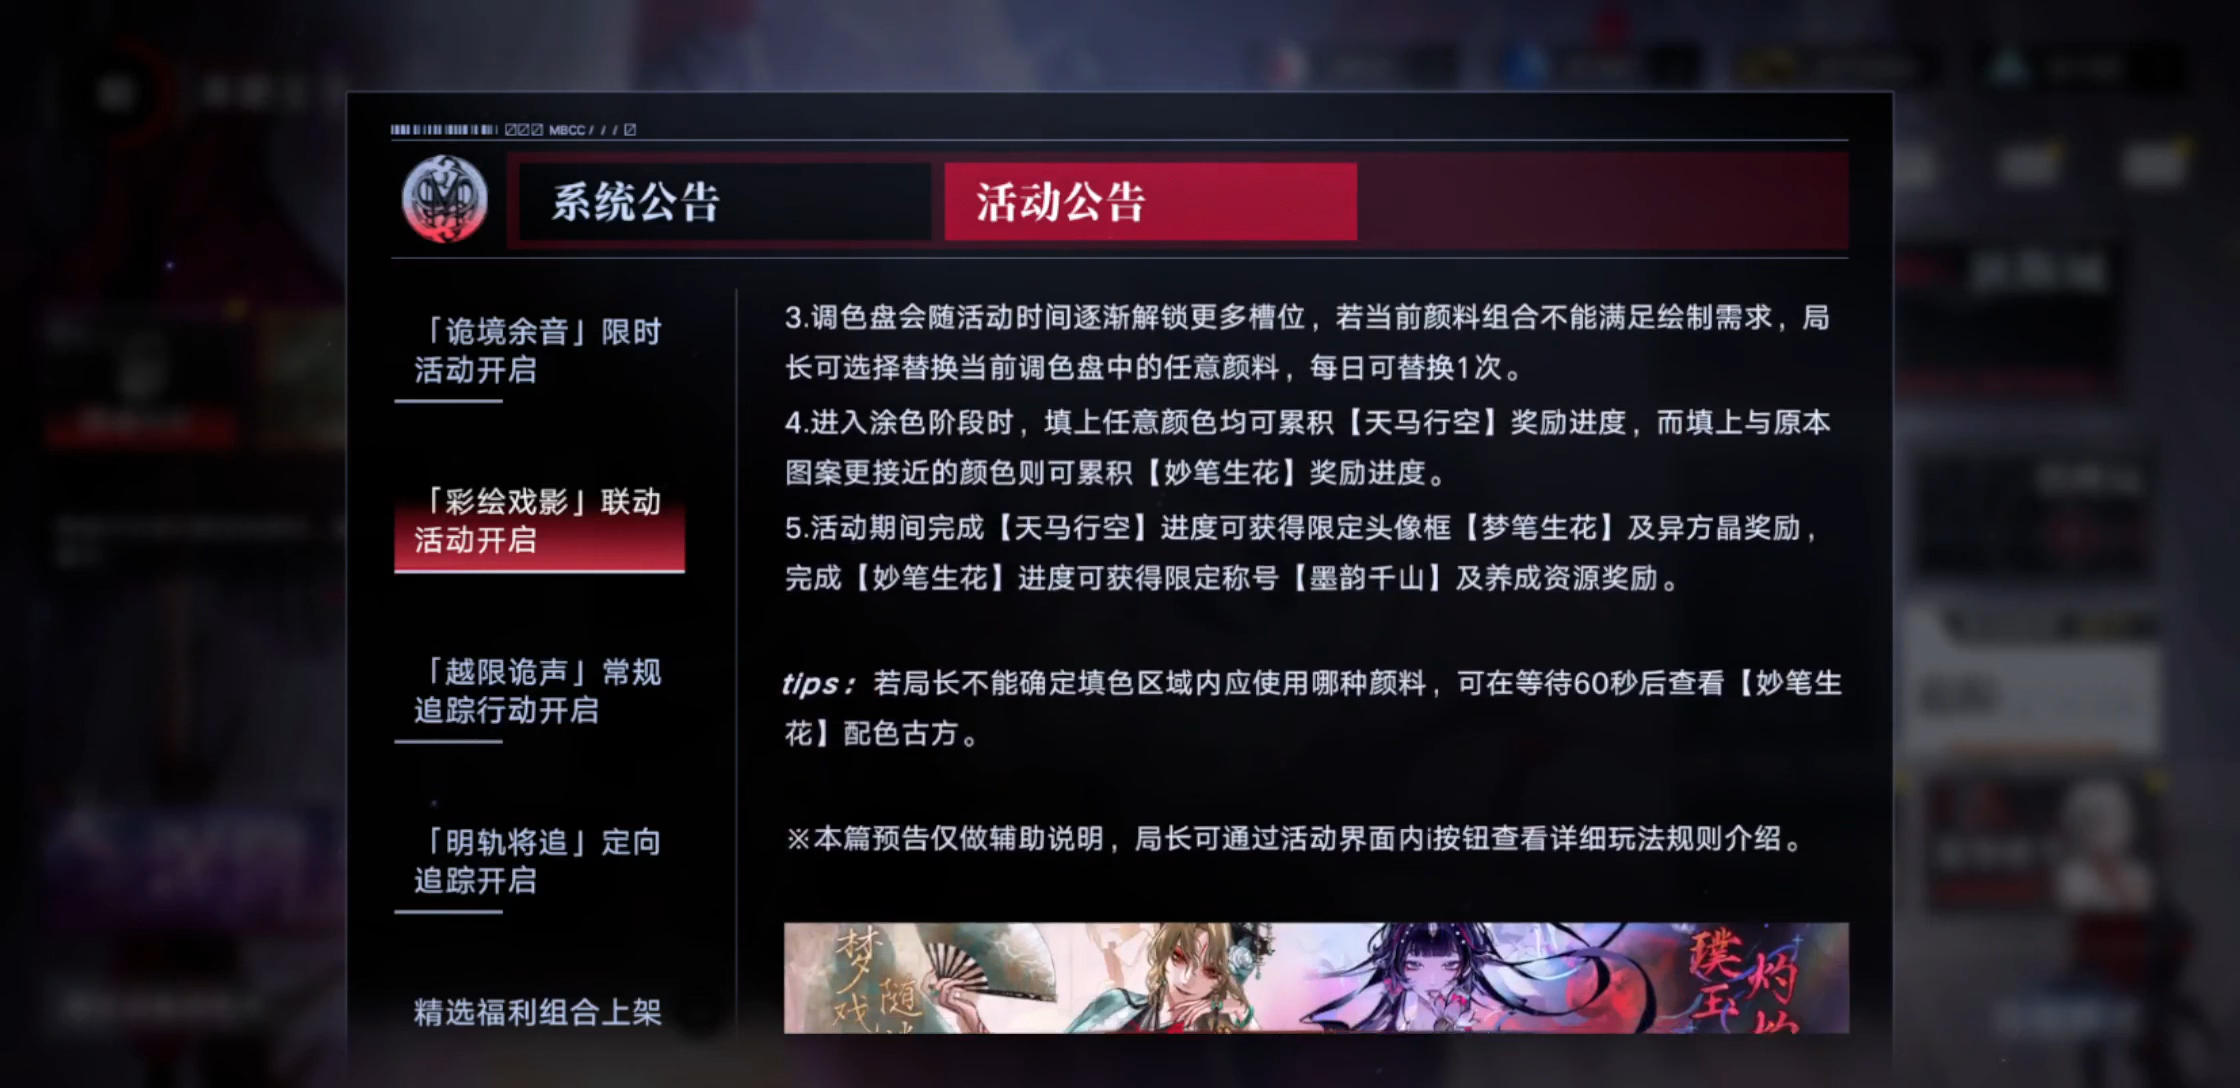 MBCC / / /
系统公告
活动公告
「诡境余音」限时
活动开启
「彩绘戏影」联动
活动开启
「越限诡声」常规
追踪行动开启
「明轨将追」定向
追踪开启
精选福利组合上架
3.调色盘会随活动时间逐渐解锁更多槽位，若当前颜料组合不能满足绘制需求，局
长可选择替换当前调色盘中的任意颜料，每日可替换1次。
4.进入涂色阶段时，填上任意颜色均可累积【天马行空】奖励进度，而填上与原本
图案更接近的颜色则可累积【妙笔生花】奖励进度。
5.活动期间完成【天马行空】进度可获得限定头像框【梦笔生花】及异方晶奖励，
完成【妙笔生花】进度可获得限定称号【墨韵千山】及养成资源奖励。
tips：若局长不能确定填色区域内应使用哪种颜料，可在等待60秒后查看【妙笔生
花】配色古方。
※本篇预告仅做辅助说明，局长可通过活动界面内i按钮查看详细玩法规则介绍。
梦戏
随
璞玉
灼灼